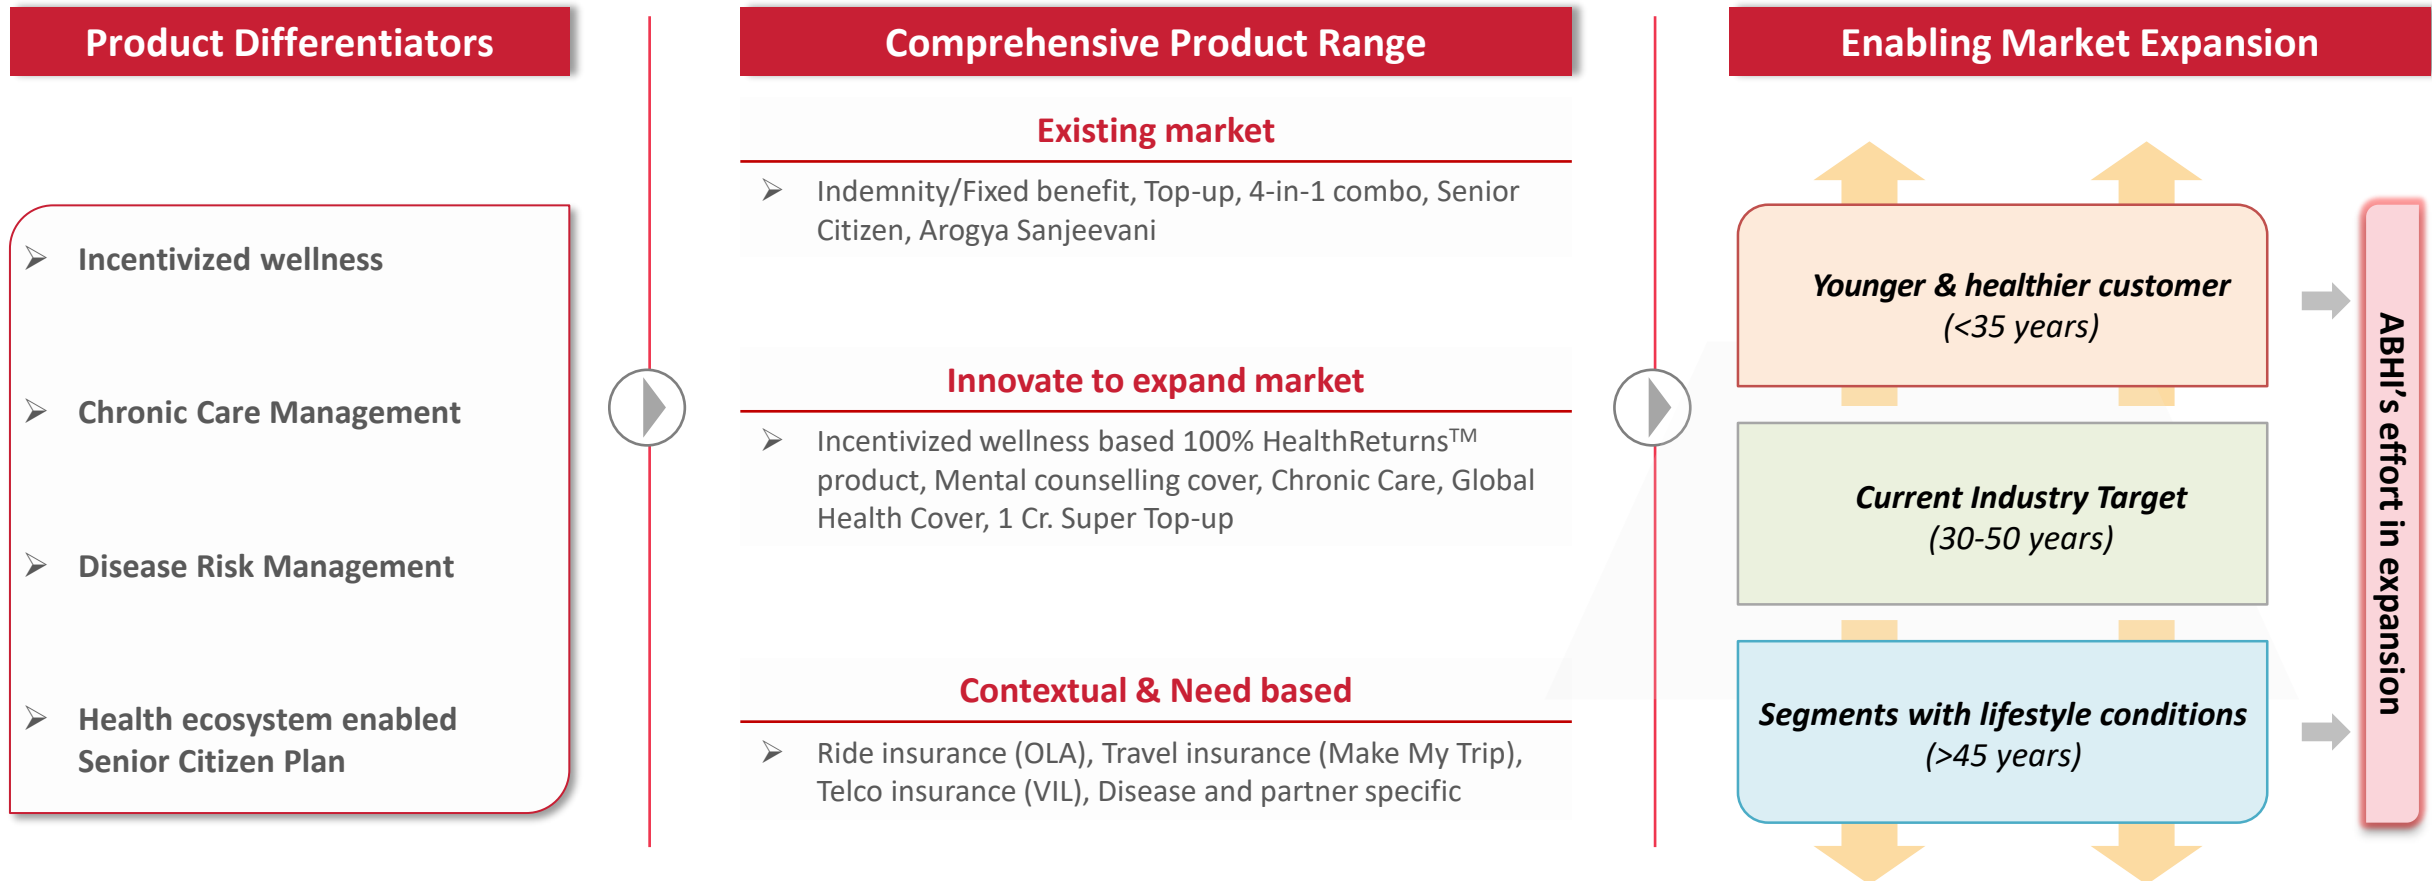 Product Differentiators
➢ Incentivized wellness
➢ Chronic Care Management
➢ Disease Risk Management
➢ Health ecosystem enabled
Senior Citizen Plan
Comprehensive Product Range
Existing market
➢ Indemnity/Fixed benefit, Top-up, 4-in-1 combo, Senior
Citizen, Arogya Sanjeevani
Innovate to expand market
➢ Incentivized wellness based 100% HealthReturnsTM
product, Mental counselling cover, Chronic Care, Global
Health Cover, 1 Cr. Super Top-up
Contextual & Need based
➢ Ride insurance (OLA), Travel insurance (Make My Trip),
Telco insurance (VIL), Disease and partner specific
Enabling Market Expansion
Younger & healthier customer
(<35 years)
Current Industry Target
(30-50 years)
Segments with lifestyle conditions
(>45 years)
ABHI's effort in expansion